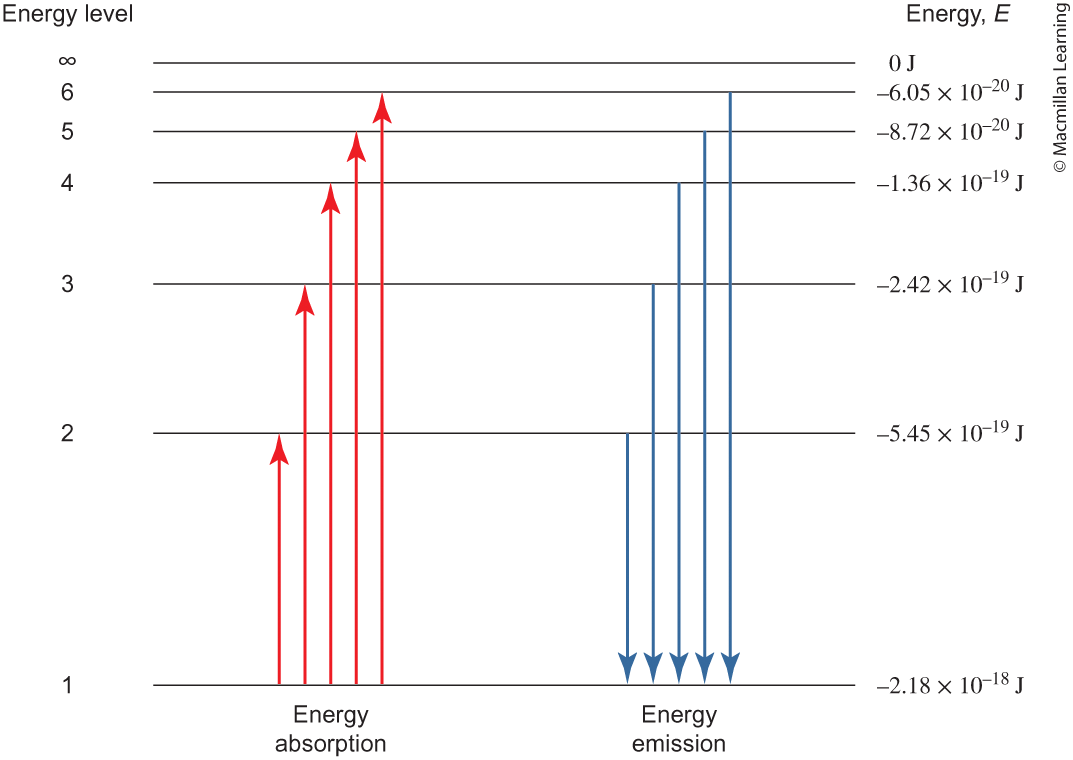 Energy level
Energy, E
∞
0 J
6
–6.05 × 10⁻²⁰ J
5
–8.72 × 10⁻²⁰ J
4
–1.36 × 10⁻¹⁹ J
3
–2.42 × 10⁻¹⁹ J
2
–5.45 × 10⁻¹⁹ J
1
–2.18 × 10⁻¹⁸ J
Energy
absorption
Energy
emission
© Macmillan Learning